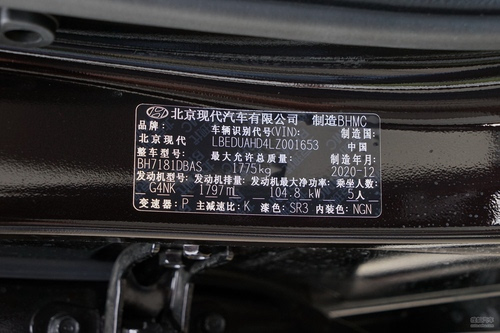 北京现代汽车有限公司 制造BHMC
品牌: 车辆识别代号(VIN): 制造国:
北京现代 LBEDUAHD4LZ001653 中国
整车型号: 最大允许总质量: 制造年月:
BH7181DBAS 1775kg 2020-12
发动机型号: 发动机排量: 发动机最大净功率: 乘坐人数:
G4NK 1797mL 104.8 kW 5人
变速器: P 主减速比: K 漆色: SR3 内装色: NGN